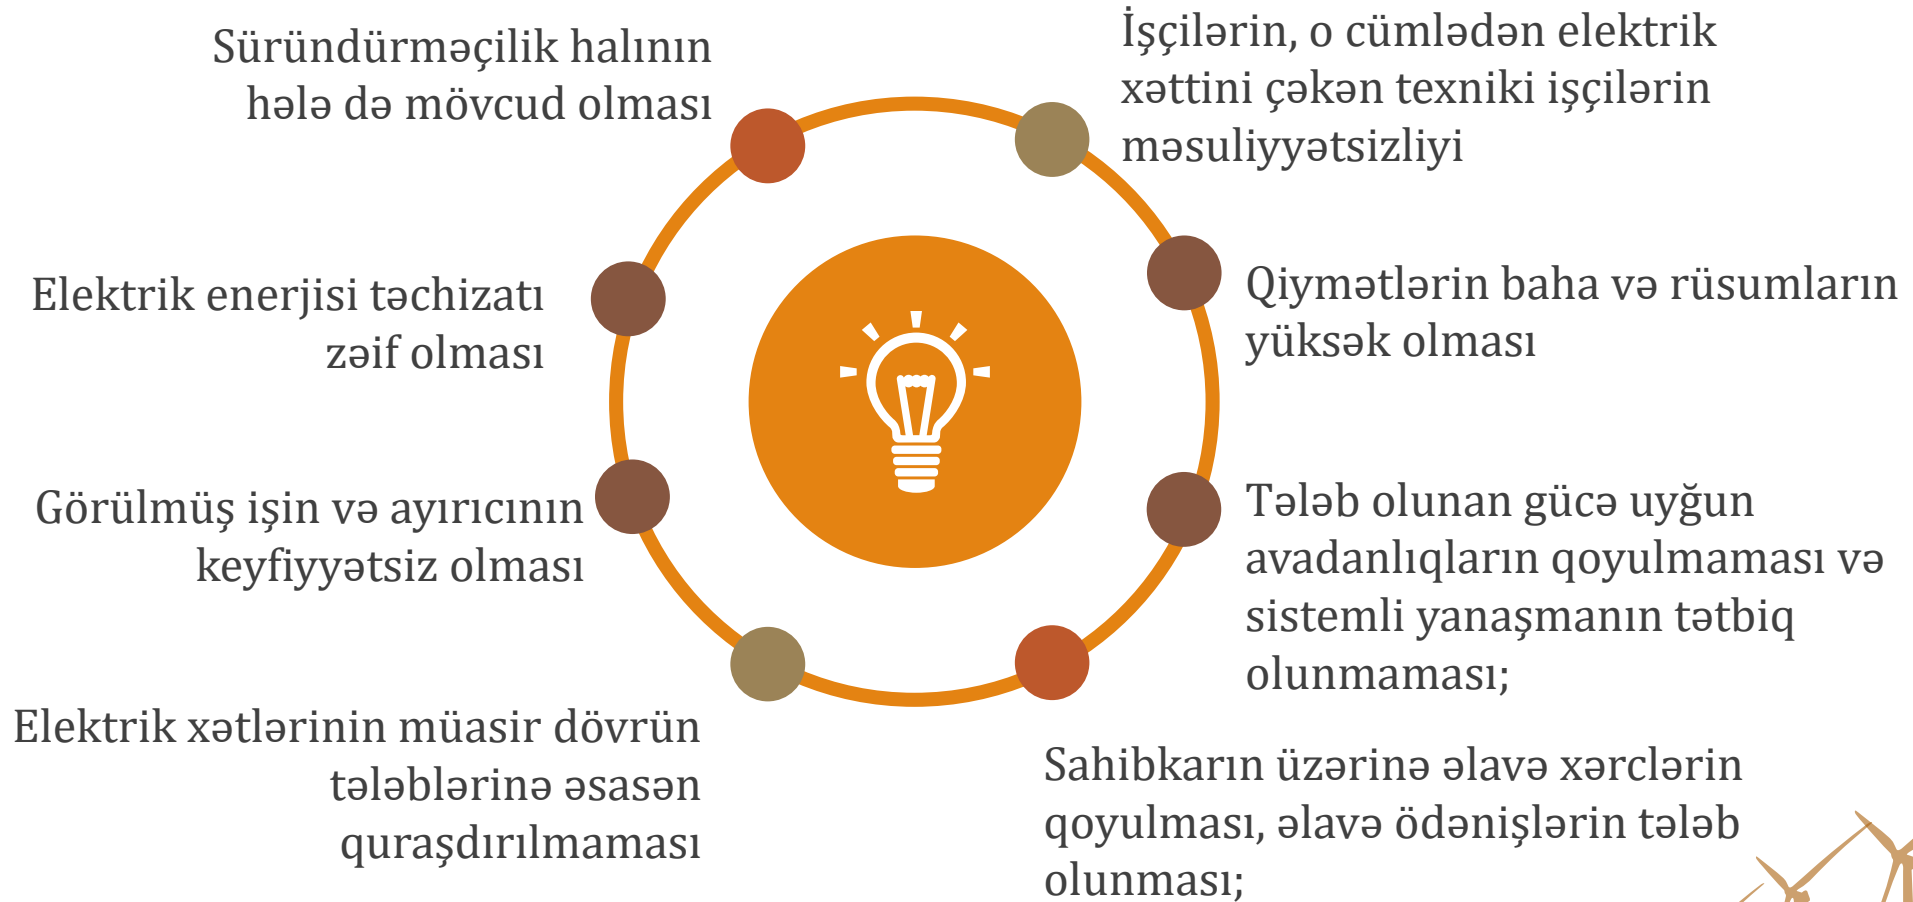 Süründürməçilik halının
hələ də mövcud olması
İşçilərin, o cümlədən elektrik
xəttini çəkən texniki işçilərin
məsuliyyətsizliyi
Elektrik enerjisi təchizatı
zəif olması
Qiymətlərin baha və rüsumların
yüksək olması
Görülmüş işin və ayırıcının
keyfiyyətsiz olması
Tələb olunan gücə uyğun
avadanlıqların qoyulmaması və
sistemli yanaşmanın tətbiq
olunmaması;
Elektrik xətlərinin müasir dövrün
tələblərinə əsasən
quraşdırılmaması
Sahibkarın üzərinə əlavə xərclərin
qoyulması, əlavə ödənişlərin tələb
olunması;